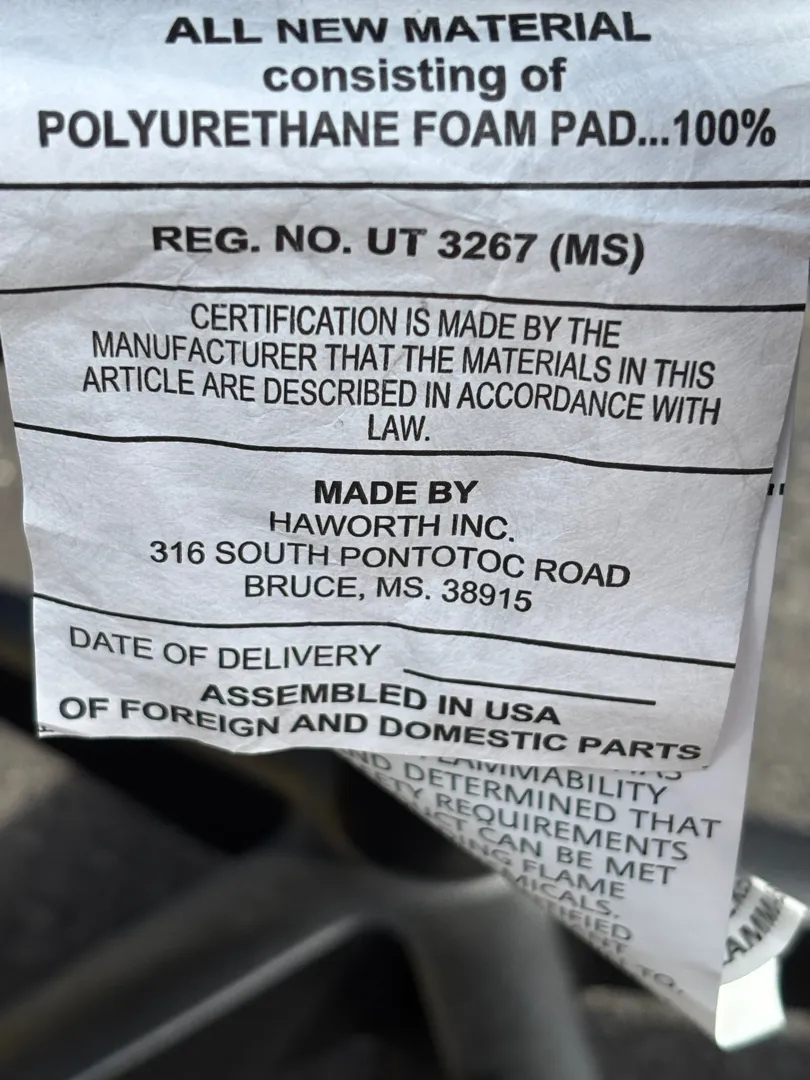 ALL NEW MATERIAL
consisting of
POLYURETHANE FOAM PAD...100%
REG. NO. UT 3267 (MS)
CERTIFICATION IS MADE BY THE
MANUFACTURER THAT THE MATERIALS IN THIS
ARTICLE ARE DESCRIBED IN ACCORDANCE WITH
LAW.
MADE BY
HAWORTH INC.
316 SOUTH PONTOTOC ROAD
BRUCE, MS. 38915
DATE OF DELIVERY
ASSEMBLED IN USA
OF FOREIGN AND DOMESTIC PARTS
DETERMINED THAT
REQUIREMENTS
CAN BE MET
FLAME
TO,